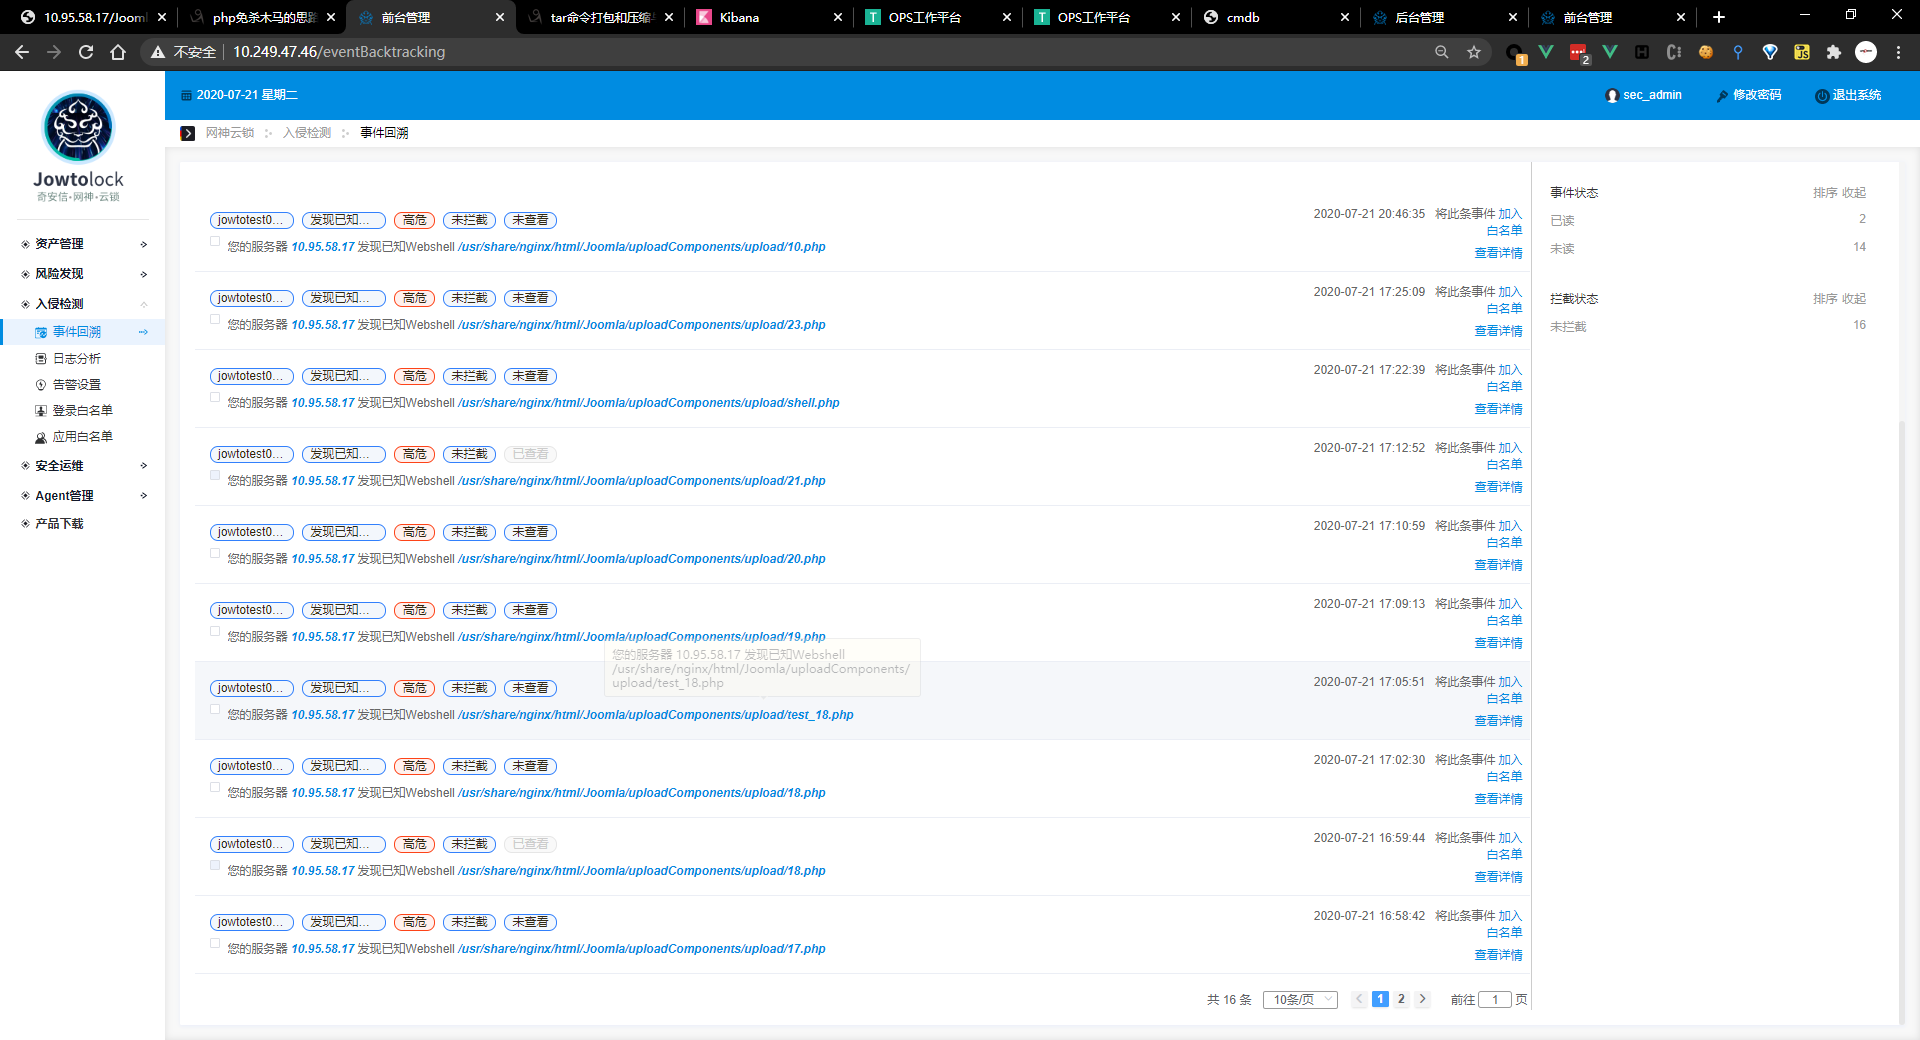 10.95.58.17/Jooml
php免杀木马的思路
前台管理
tar命令打包和压缩
Kibana
OPS工作平台
OPS工作平台
cmdb
后台管理
前台管理
不安全 10.249.47.46/eventBacktracking
1
2
JS
2020-07-21 星期二
sec_admin
修改密码
退出系统
网神云锁
入侵检测
事件回溯
Jowtolock
奇安信·网神·云锁
资产管理
风险发现
入侵检测
事件回溯
日志分析
告警设置
登录白名单
应用白名单
安全运维
Agent管理
产品下载
jowtotest0... 发现已知... 高危 未拦截 未查看
2020-07-21 20:46:35 将此条事件 加入
白名单
您的服务器 10.95.58.17 发现已知Webshell /usr/share/nginx/html/Joomla/uploadComponents/upload/10.php
查看详情
jowtotest0... 发现已知... 高危 未拦截 未查看
2020-07-21 17:25:09 将此条事件 加入
白名单
您的服务器 10.95.58.17 发现已知Webshell /usr/share/nginx/html/Joomla/uploadComponents/upload/23.php
查看详情
jowtotest0... 发现已知... 高危 未拦截 未查看
2020-07-21 17:22:39 将此条事件 加入
白名单
您的服务器 10.95.58.17 发现已知Webshell /usr/share/nginx/html/Joomla/uploadComponents/upload/shell.php
查看详情
jowtotest0... 发现已知... 高危 未拦截 已查看
2020-07-21 17:12:52 将此条事件 加入
白名单
您的服务器 10.95.58.17 发现已知Webshell /usr/share/nginx/html/Joomla/uploadComponents/upload/21.php
查看详情
jowtotest0... 发现已知... 高危 未拦截 未查看
2020-07-21 17:10:59 将此条事件 加入
白名单
您的服务器 10.95.58.17 发现已知Webshell /usr/share/nginx/html/Joomla/uploadComponents/upload/20.php
查看详情
jowtotest0... 发现已知... 高危 未拦截 未查看
2020-07-21 17:09:13 将此条事件 加入
白名单
您的服务器 10.95.58.17 发现已知Webshell /usr/share/nginx/html/Joomla/uploadComponents/upload/19.php
查看详情
您的服务器 10.95.58.17 发现已知Webshell
/usr/share/nginx/html/Joomla/uploadComponents/
upload/test_18.php
jowtotest0... 发现已知... 高危 未拦截 未查看
2020-07-21 17:05:51 将此条事件 加入
白名单
您的服务器 10.95.58.17 发现已知Webshell /usr/share/nginx/html/Joomla/uploadComponents/upload/test_18.php
查看详情
jowtotest0... 发现已知... 高危 未拦截 未查看
2020-07-21 17:02:30 将此条事件 加入
白名单
您的服务器 10.95.58.17 发现已知Webshell /usr/share/nginx/html/Joomla/uploadComponents/upload/18.php
查看详情
jowtotest0... 发现已知... 高危 未拦截 已查看
2020-07-21 16:59:44 将此条事件 加入
白名单
您的服务器 10.95.58.17 发现已知Webshell /usr/share/nginx/html/Joomla/uploadComponents/upload/18.php
查看详情
jowtotest0... 发现已知... 高危 未拦截 未查看
2020-07-21 16:58:42 将此条事件 加入
白名单
您的服务器 10.95.58.17 发现已知Webshell /usr/share/nginx/html/Joomla/uploadComponents/upload/17.php
查看详情
共 16 条 10条/页 1 2 前往 1 页
事件状态 排序 收起
已读 2
未读 14
拦截状态 排序 收起
未拦截 16